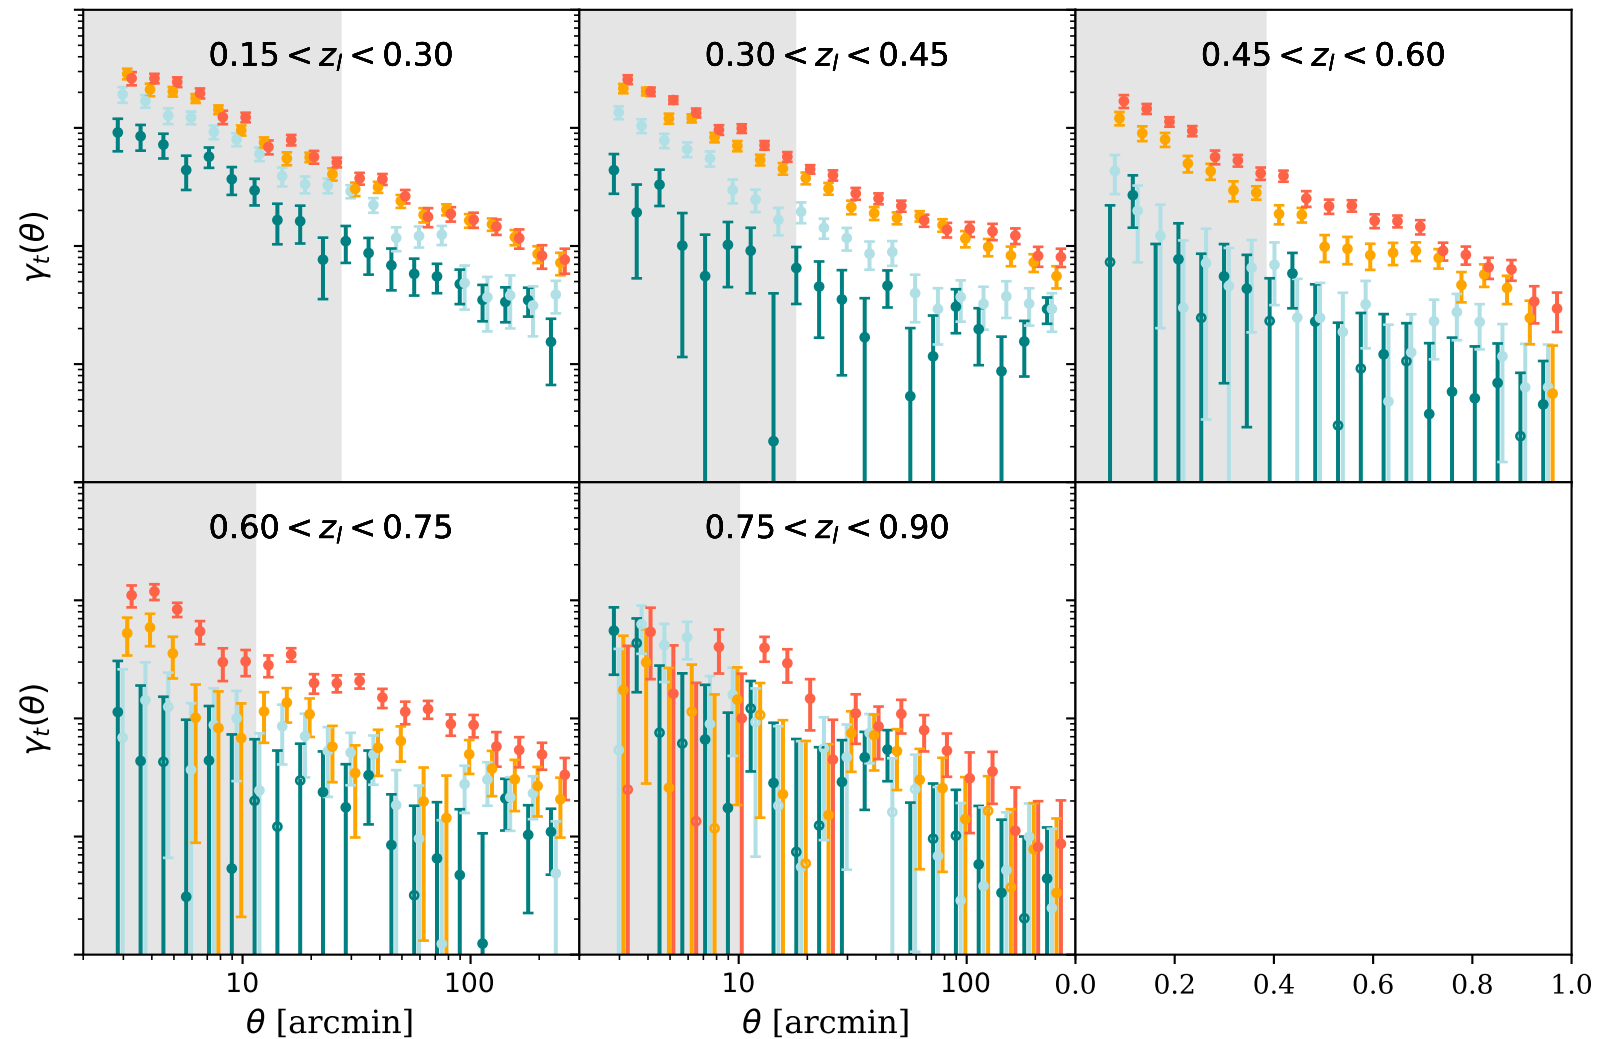 0.15 < z_l < 0.30
0.30 < z_l < 0.45
0.45 < z_l < 0.60
γ_t(θ)
0.60 < z_l < 0.75
0.75 < z_l < 0.90
γ_t(θ)
10 100 10 100 0.0 0.2 0.4 0.6 0.8 1.0
θ [arcmin] θ [arcmin]